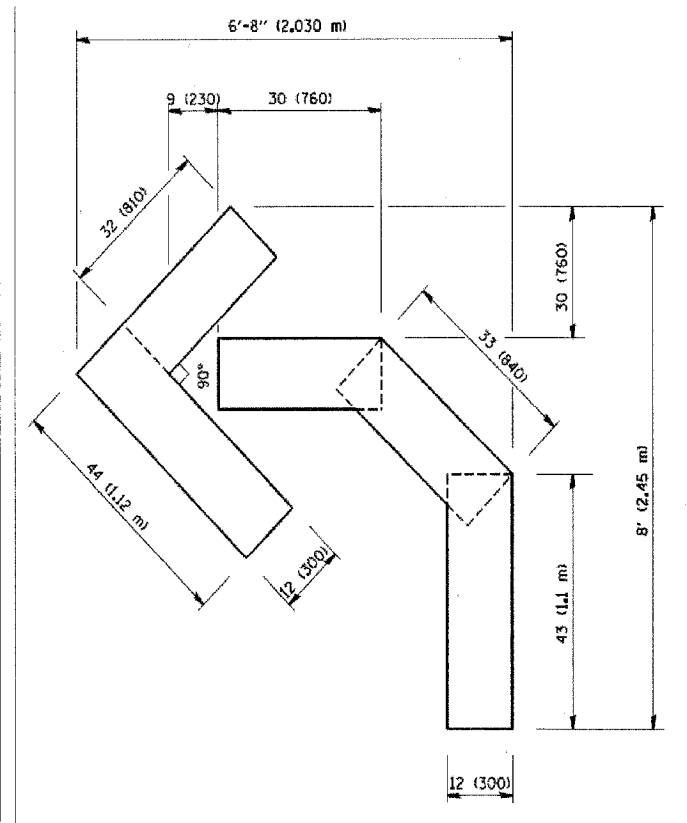 6'-8" (2.030 m)
9 (230)
30 (760)
32 (810)
30 (760)
33 (840)
90°
44 (1.12 m)
8' (2.45 m)
12 (300)
43 (1.1 m)
12 (300)